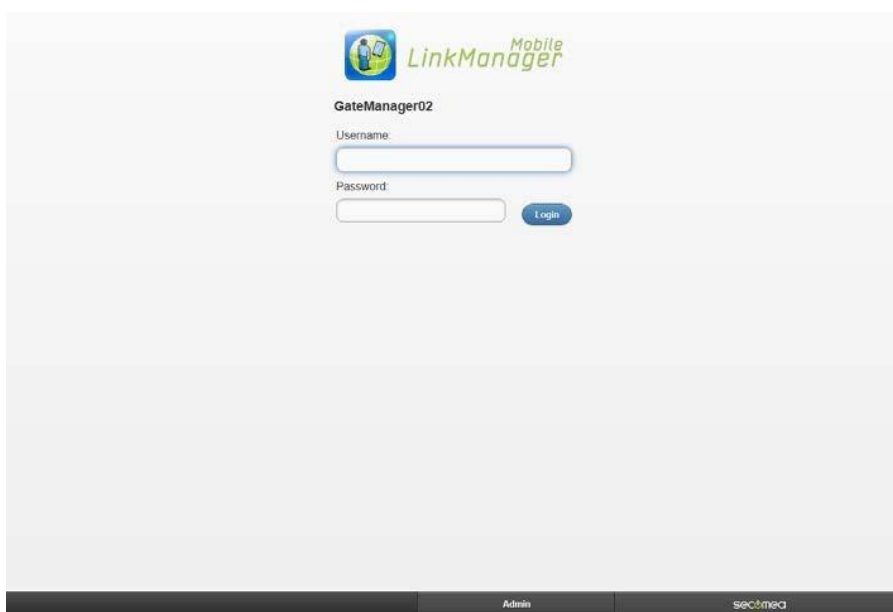 LinkManager Mobile
GateManager02
Username:
Password:
Login
Admin
secomea